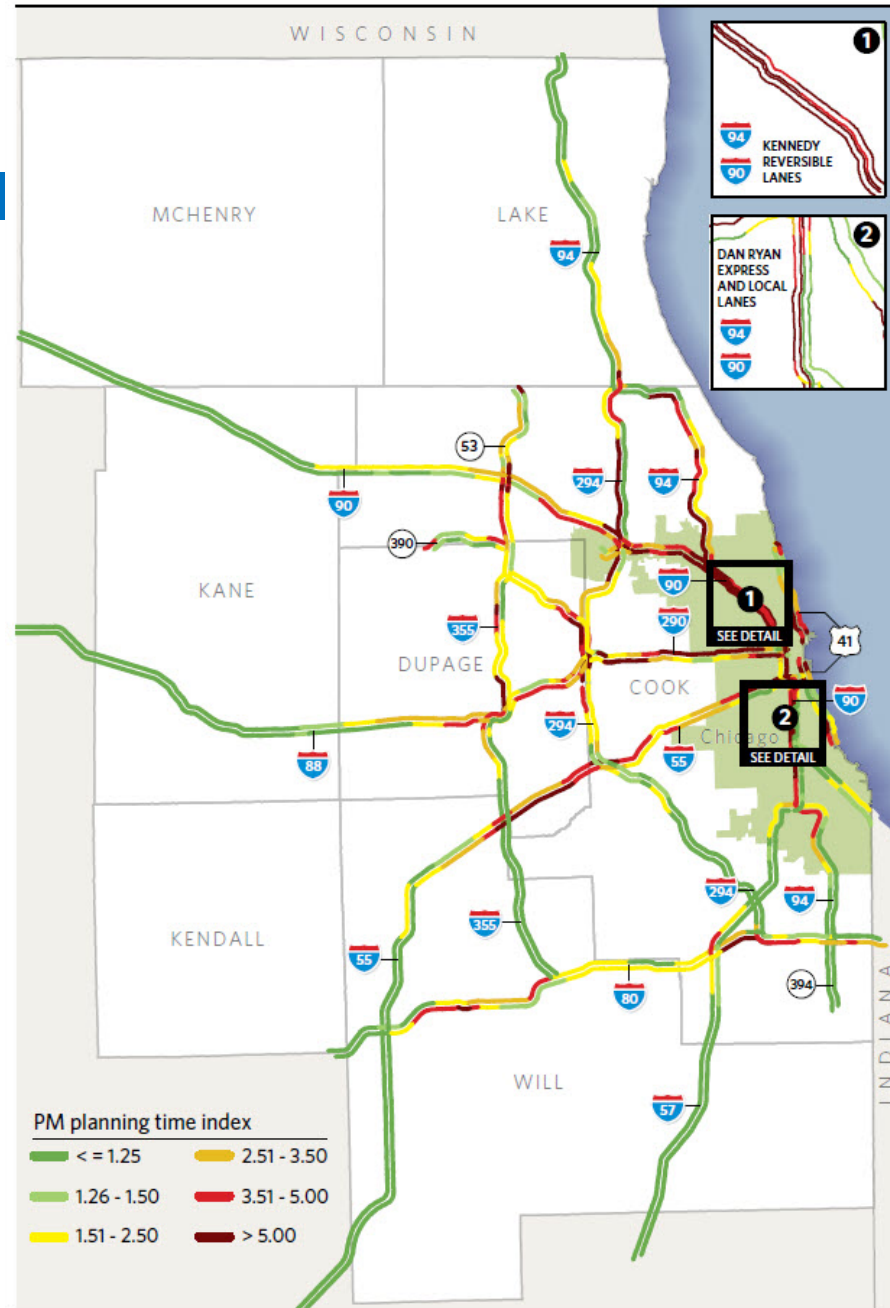 WISCONSIN
1
94
90
KENNEDY
REVERSIBLE
LANES
MCHENRY
LAKE
2
DAN RYAN
EXPRESS
AND LOCAL
LANES
94
90
94
53
90
294
94
390
KANE
90
1
SEE DETAIL
290
41
355
DUPAGE
COOK
2
90
294
Chicago
88
55
SEE DETAIL
294
94
355
KENDALL
55
80
394
INDIANA
WILL
57
PM planning time index
< = 1.25
2.51 - 3.50
1.26 - 1.50
3.51 - 5.00
1.51 - 2.50
> 5.00